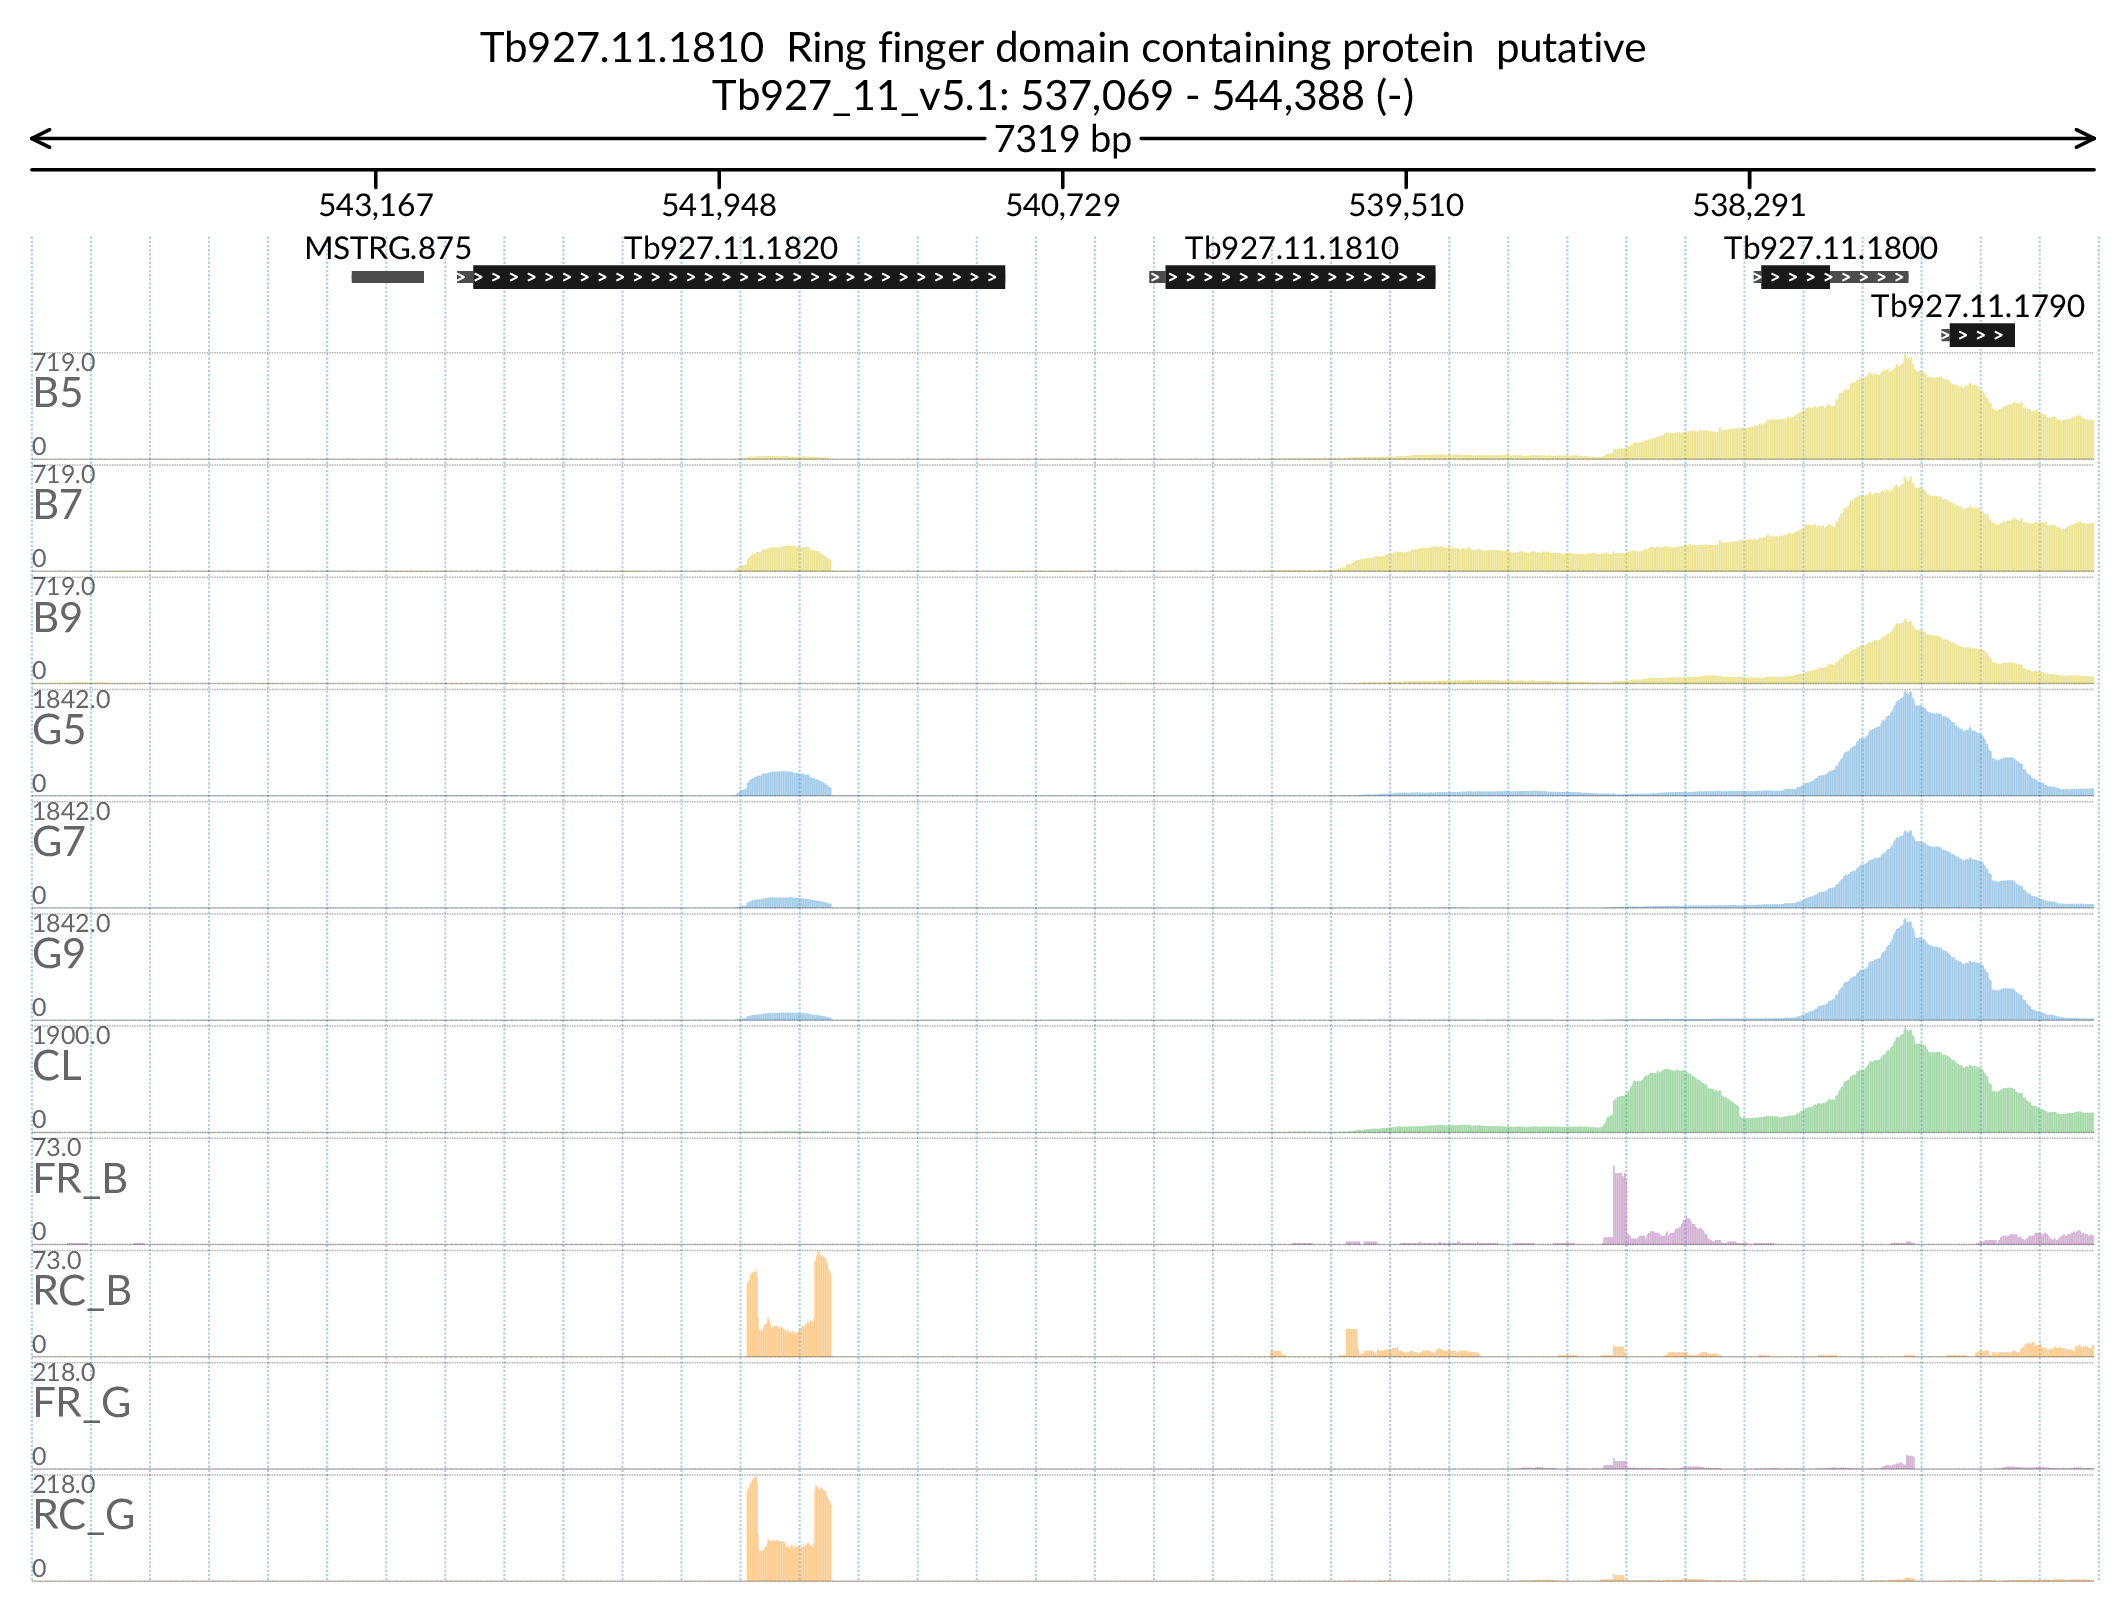 Tb927.11.1810  Ring finger domain containing protein  putative
Tb927_11_v5.1: 537,069 - 544,388 (-)
7319 bp
543,167 541,948 540,729 539,510 538,291
MSTRG.875 Tb927.11.1820 Tb927.11.1810 Tb927.11.1800
Tb927.11.1790
719.0
B5
0
719.0
B7
0
719.0
B9
0
1842.0
G5
0
1842.0
G7
0
1842.0
G9
0
1900.0
CL
0
73.0
FR_B
0
73.0
RC_B
0
218.0
FR_G
0
218.0
RC_G
0